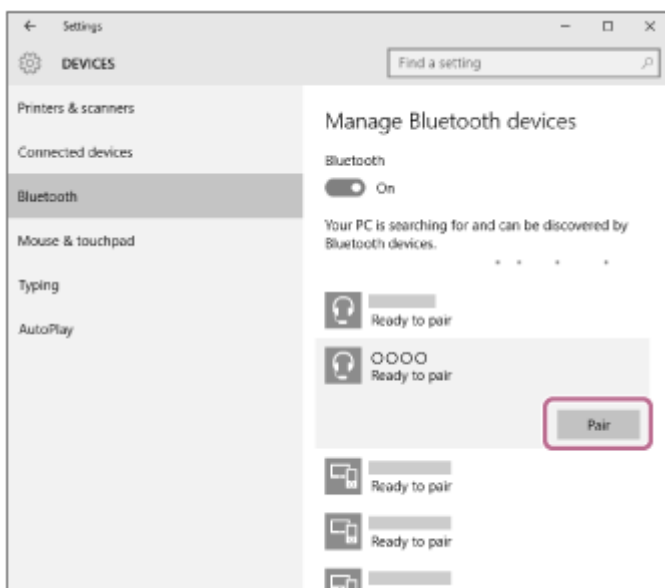 Settings
DEVICES
Find a setting
Printers & scanners
Connected devices
Bluetooth
Mouse & touchpad
Typing
AutoPlay
Manage Bluetooth devices
Bluetooth
On
Your PC is searching for and can be discovered by
Bluetooth devices.
Ready to pair
OOOO
Ready to pair
Pair
Ready to pair
Ready to pair